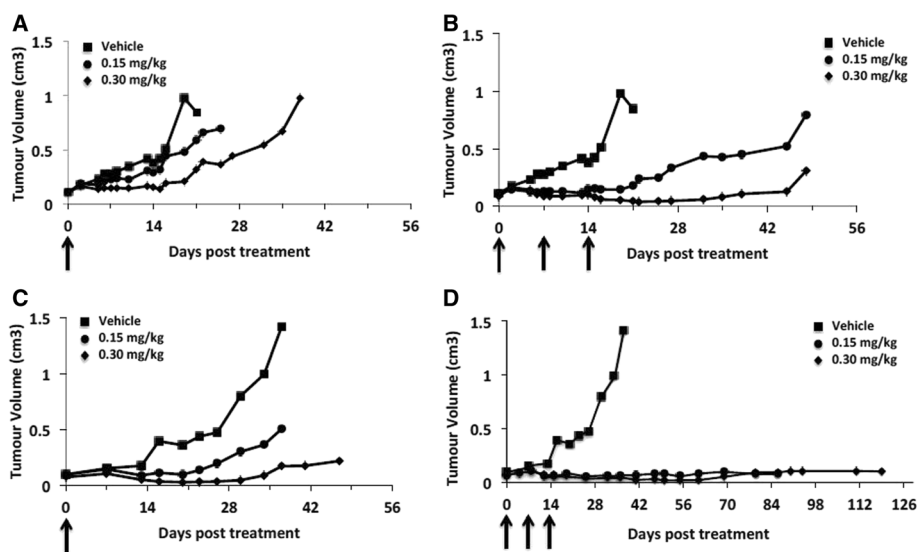 A
Tumour Volume (cm3)
1.5
1
0.5
0
Vehicle
0.15 mg/kg
0.30 mg/kg
0 14 28 42 56
Days post treatment
B
Tumour Volume (cm3)
1.5
1
0.5
0
Vehicle
0.15 mg/kg
0.30 mg/kg
0 14 28 42 56
Days post treatment
C
Tumour Volume (cm3)
1.5
1
0.5
0
Vehicle
0.15 mg/kg
0.30 mg/kg
0 14 28 42 56
Days post treatment
D
Tumour Volume (cm3)
1.5
1
0.5
0
Vehicle
0.15 mg/kg
0.30 mg/kg
0 14 28 42 56 70 84 98 112 126
Days post treatment